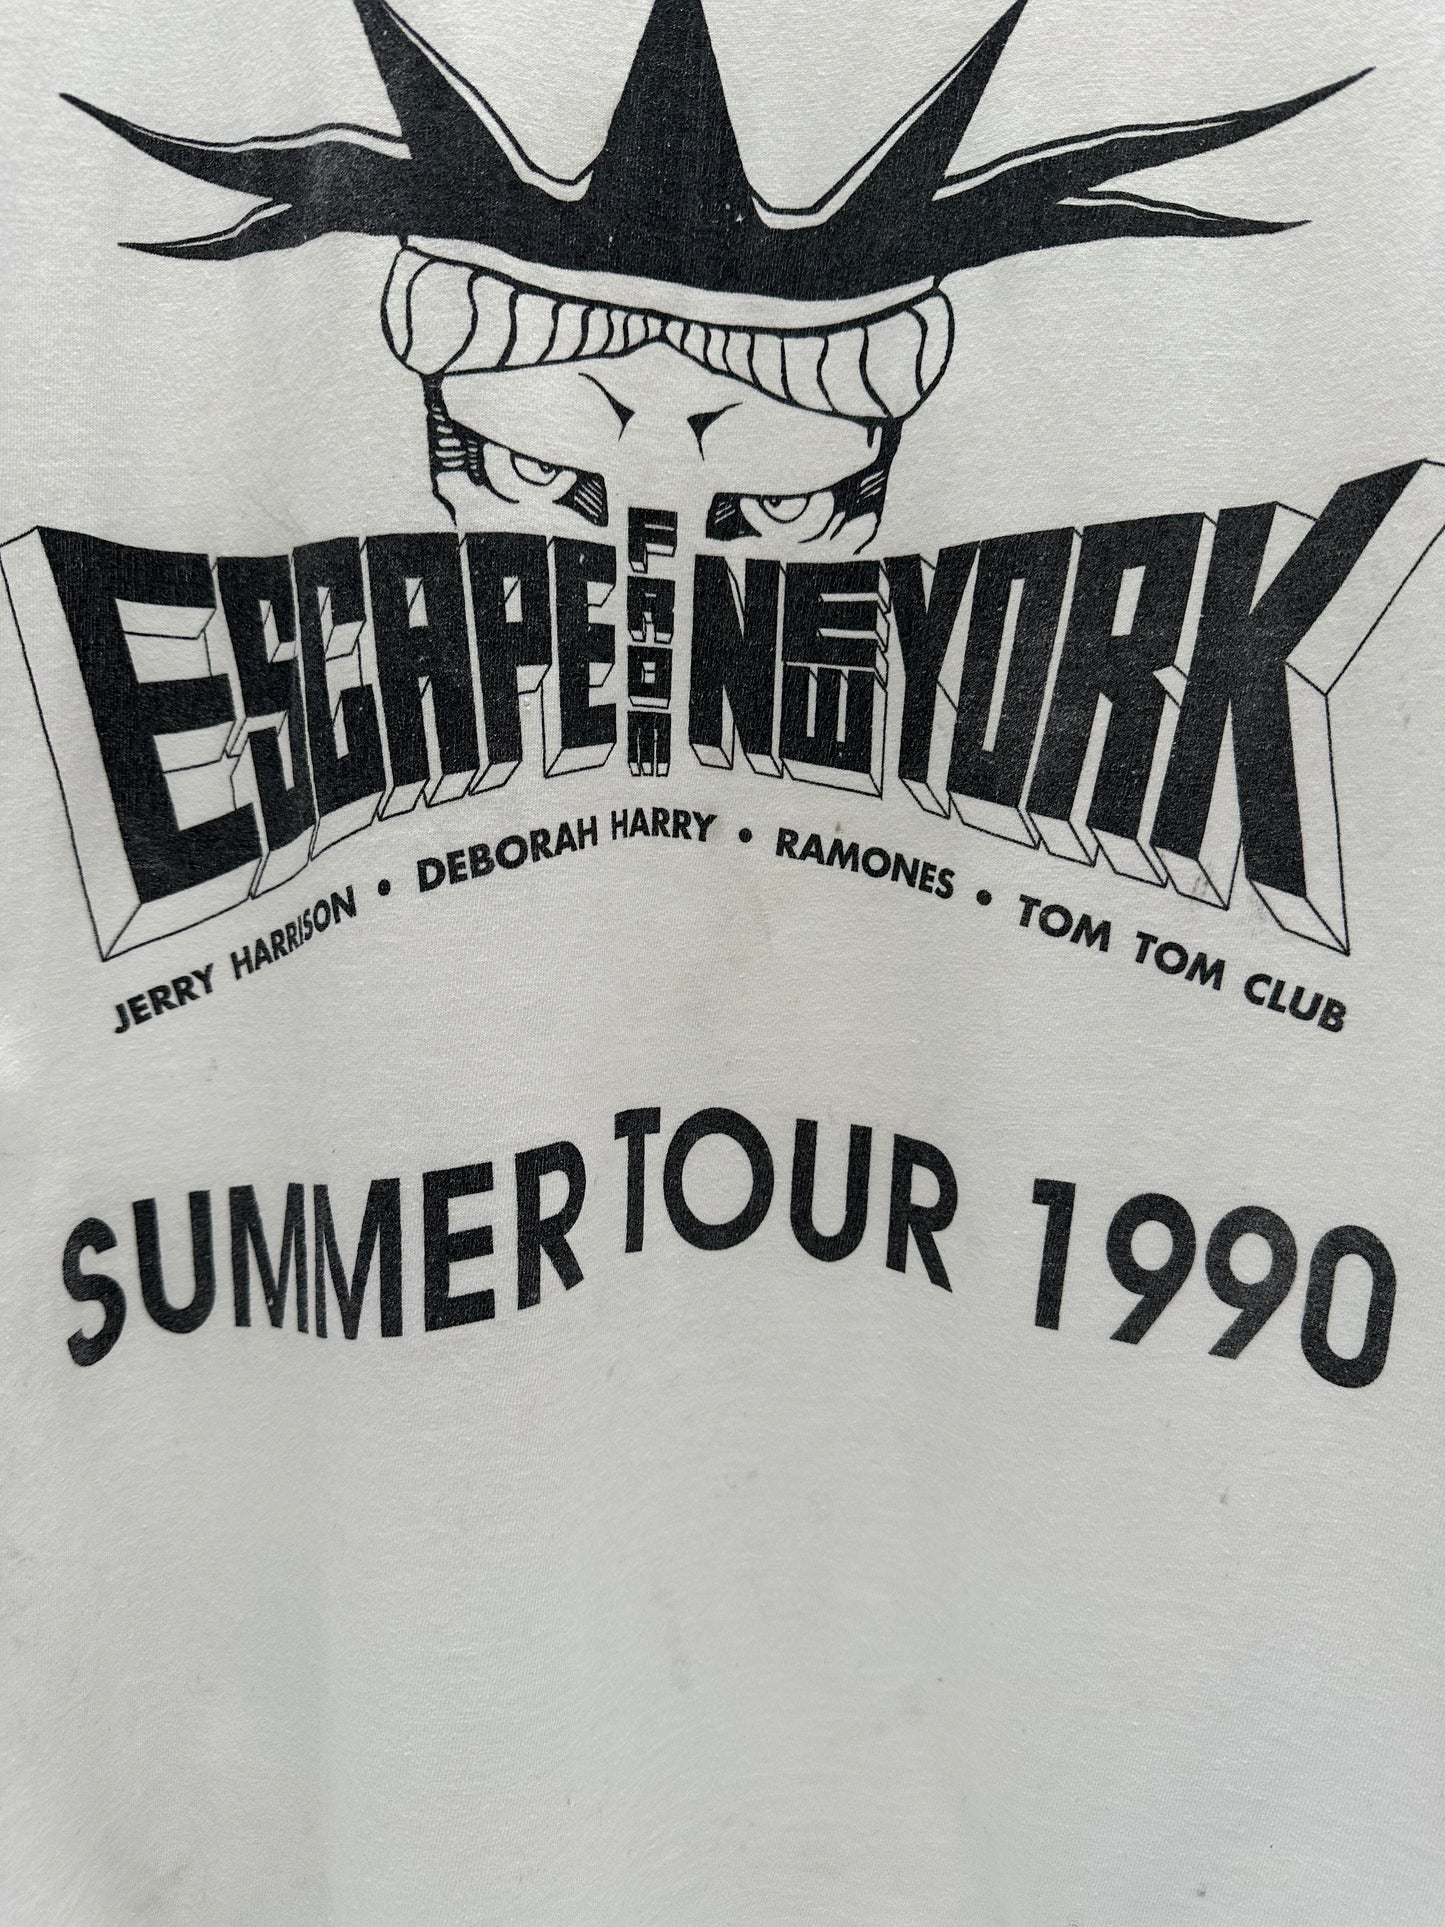 ESCAPE FROM NEW YORK
JERRY HARRISON • DEBORAH HARRY • RAMONES • TOM TOM CLUB
SUMMER TOUR 1990